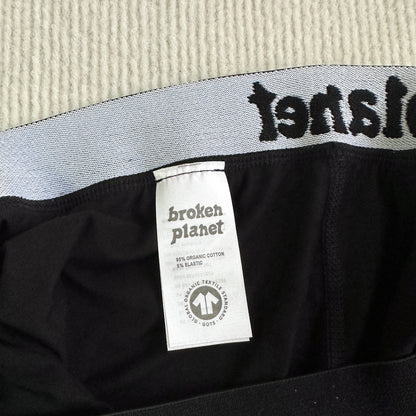 planet
broken
planet
95% ORGANIC COTTON
5% ELASTIC
GLOBAL ORGANIC TEXTILE STANDARD
· GOTS ·